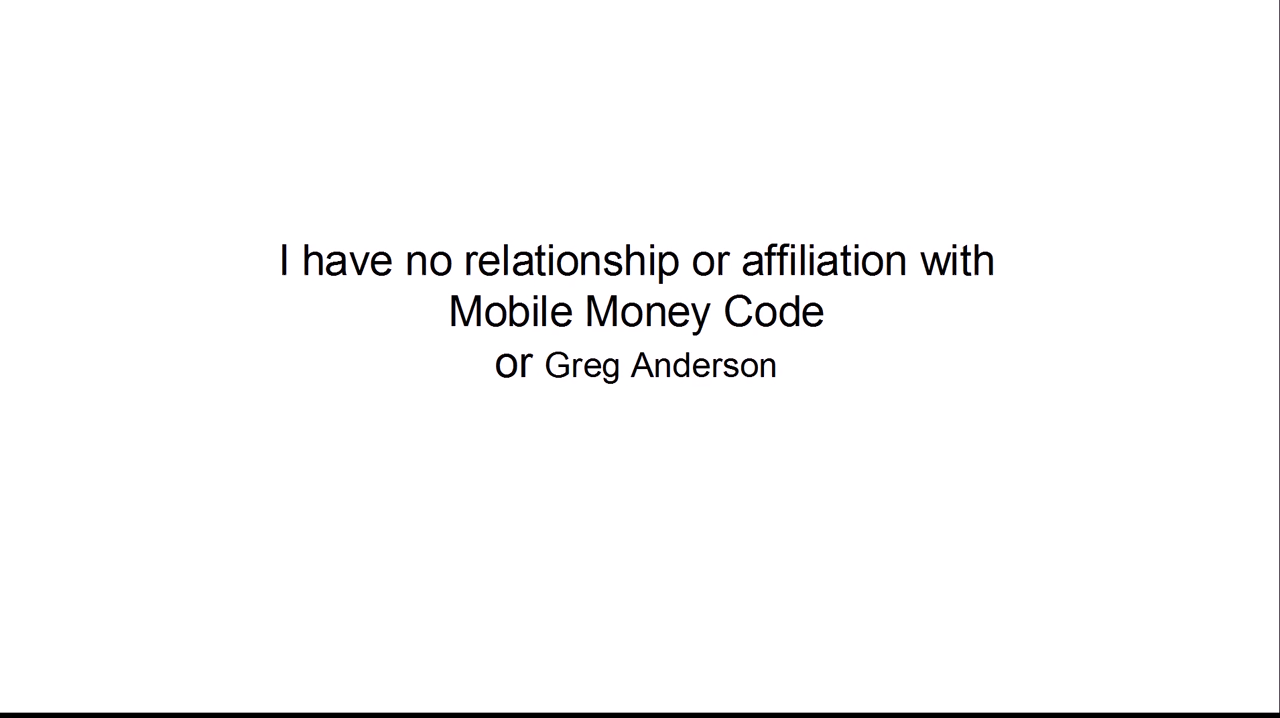 I have no relationship or affiliation with
Mobile Money Code
or Greg Anderson